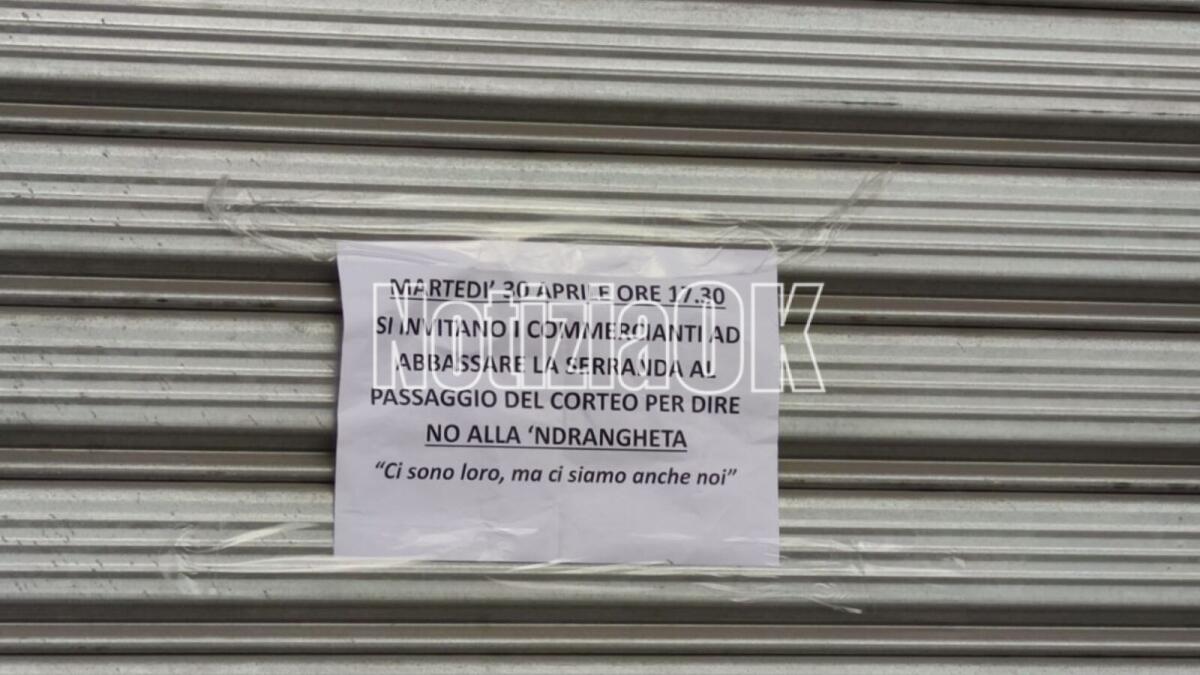 MARTEDI' 30 APRILE ORE 17.30
SI INVITANO I COMMERCIANTI AD
ABBASSARE LA SERRANDA AL
PASSAGGIO DEL CORTEO PER DIRE
NO ALLA ‘NDRANGHETA
“Ci sono loro, ma ci siamo anche noi”
NotiziaOK